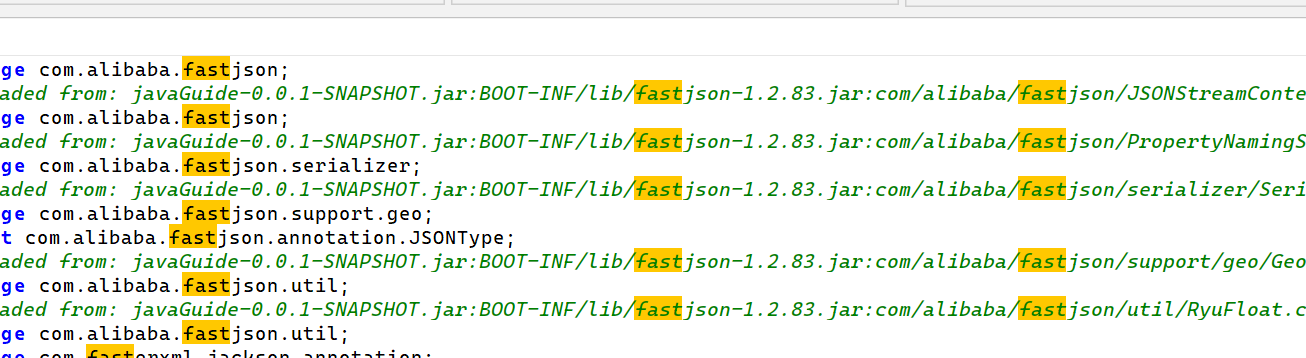 ge com.alibaba.fastjson;
aded from: javaGuide-0.0.1-SNAPSHOT.jar:BOOT-INF/lib/fastjson-1.2.83.jar:com/alibaba/fastjson/JSONStreamConte
ge com.alibaba.fastjson;
aded from: javaGuide-0.0.1-SNAPSHOT.jar:BOOT-INF/lib/fastjson-1.2.83.jar:com/alibaba/fastjson/PropertyNamingS
ge com.alibaba.fastjson.serializer;
aded from: javaGuide-0.0.1-SNAPSHOT.jar:BOOT-INF/lib/fastjson-1.2.83.jar:com/alibaba/fastjson/serializer/Seri
ge com.alibaba.fastjson.support.geo;
t com.alibaba.fastjson.annotation.JSONType;
aded from: javaGuide-0.0.1-SNAPSHOT.jar:BOOT-INF/lib/fastjson-1.2.83.jar:com/alibaba/fastjson/support/geo/Geo
ge com.alibaba.fastjson.util;
aded from: javaGuide-0.0.1-SNAPSHOT.jar:BOOT-INF/lib/fastjson-1.2.83.jar:com/alibaba/fastjson/util/RyuFloat.c
ge com.alibaba.fastjson.util;
ge com.fasterxml.jackson.annotation;